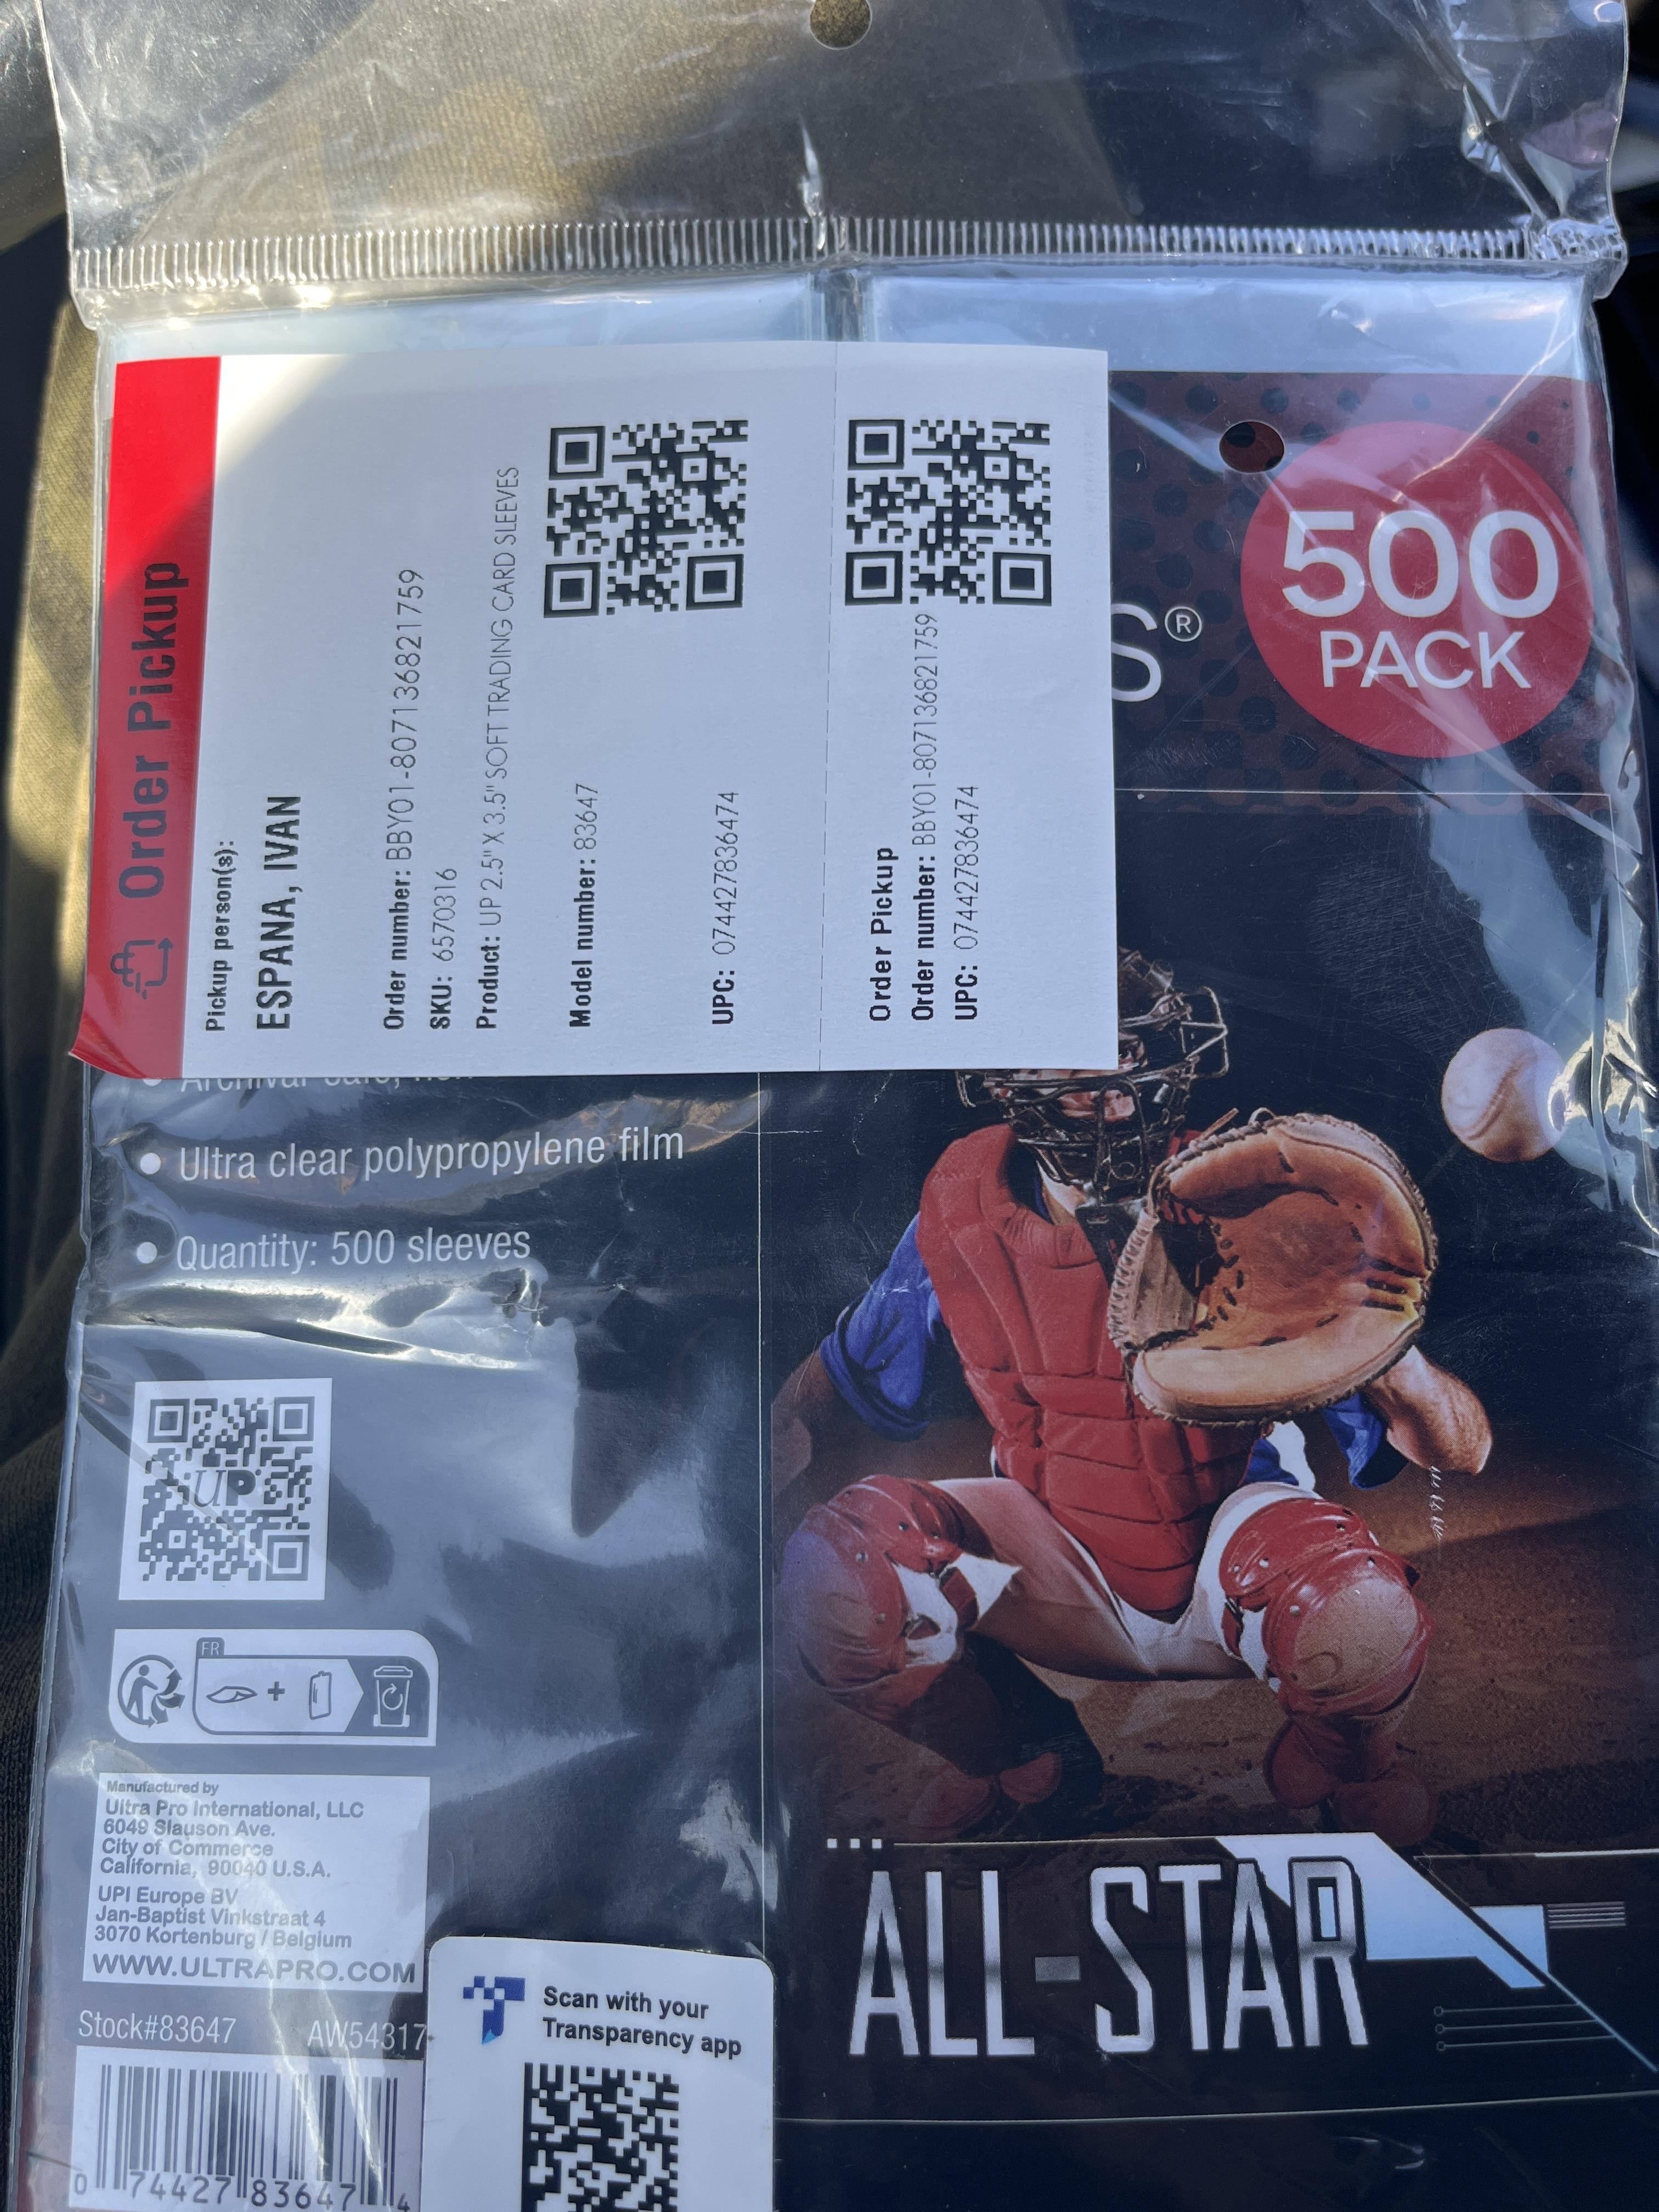 Order Pickup
Pickup person(s):
ESPANA, IVAN
Order number: BBY01-807136821759
SKU: 6570316
Product: UP 2.5" X 3.5" SOFT TRADING CARD SLEEVES
Model number: 83647
UPC: 074427836474
Order Pickup
Order number: BBY01-807136821759
UPC: 074427836474
S®
500
PACK
• Archival safe,
• Ultra clear polypropylene film
• Quantity: 500 sleeves
UP
FR
Manufactured by
Ultra Pro International, LLC
6049 Slauson Ave.
City of Commerce
California, 90040 U.S.A.
UPI Europe BV
Jan-Baptist Vinkstraat 4
3070 Kortenburg / Belgium
WWW.ULTRAPRO.COM
Stock#83647 AW54317
0 74427 83647 4
Scan with your
Transparency app
ALL-STAR